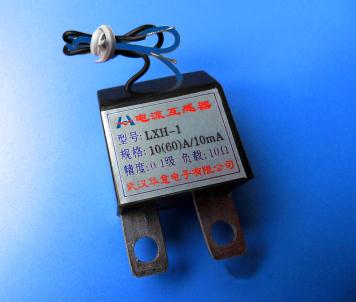 电流互感器
型号: LXH-1
规格: 10(60)A/10mA
精度: 0.1级 负载: 10Ω
武汉华意电子有限公司